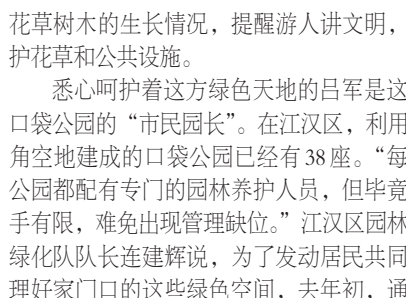 花草树木的生长情况，提醒游人讲文明，
护花草和公共设施。
悉心呵护着这方绿色天地的吕军是这
口袋公园的“市民园长”。在江汉区，利用
角空地建成的口袋公园已经有38座。“每
公园都配有专门的园林养护人员，但毕竟
手有限，难免出现管理缺位。”江汉区园林
绿化队队长连建辉说，为了发动居民共同
理好家门口的这些绿色空间，去年初，通